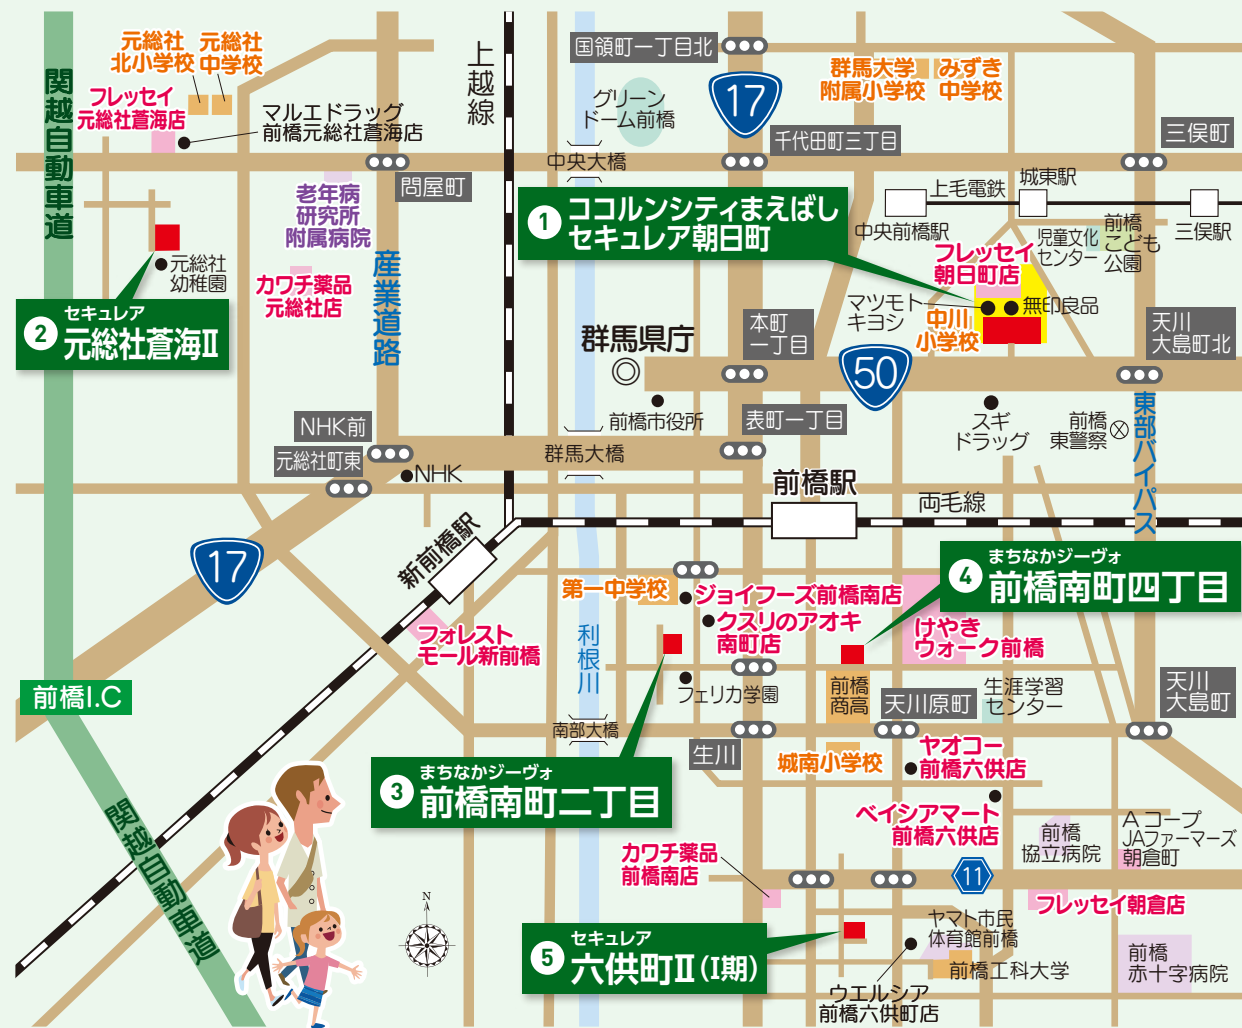 元総社
北小学校
元総社
中学校
フレッセイ
元総社蒼海店
マルエドラッグ
前橋元総社蒼海店
関越自動車道
上越線
国領町一丁目北
グリーン
ドーム前橋
17
群馬大学
附属小学校
みずき
中学校
千代田町三丁目
三俣町
中央大橋
問屋町
老年病
研究所
附属病院
上毛電鉄
城東駅
中央前橋駅
三俣駅
児童文化
センター
前橋
こども
公園
1
ココルンシティまえばし
セキュレア朝日町
フレッセイ
朝日町店
マツモト
キヨシ
無印良品
中川
小学校
元総社
幼稚園
カワチ薬品
元総社店
産業道路
2
セキュレア
元総社蒼海II
群馬県庁
本町
一丁目
50
天川
大島町北
前橋市役所
表町一丁目
スギ
ドラッグ
前橋
東警察
東部バイパス
NHK前
元総社町東
NHK
群馬大橋
前橋駅
両毛線
新前橋駅
17
第一中学校
ジョイフーズ前橋南店
クスリのアオキ
南町店
4
まちなかジーヴォ
前橋南町四丁目
けやき
ウォーク前橋
フォレスト
モール新前橋
利根川
フェリカ学園
前橋
商高
天川原町
生涯学習
センター
天川
大島町
前橋I.C
南部大橋
生川
城南小学校
ヤオコー
前橋六供店
3
まちなかジーヴォ
前橋南町二丁目
ベイシアマート
前橋六供店
関越自動車道
カワチ薬品
前橋南店
前橋
協立病院
Aコープ
JAファーマーズ
朝倉町
11
フレッセイ朝倉店
N
5
セキュレア
六供町II(I期)
ヤマト市民
体育館前橋
前橋工科大学
前橋
赤十字病院
ウエルシア
前橋六供町店